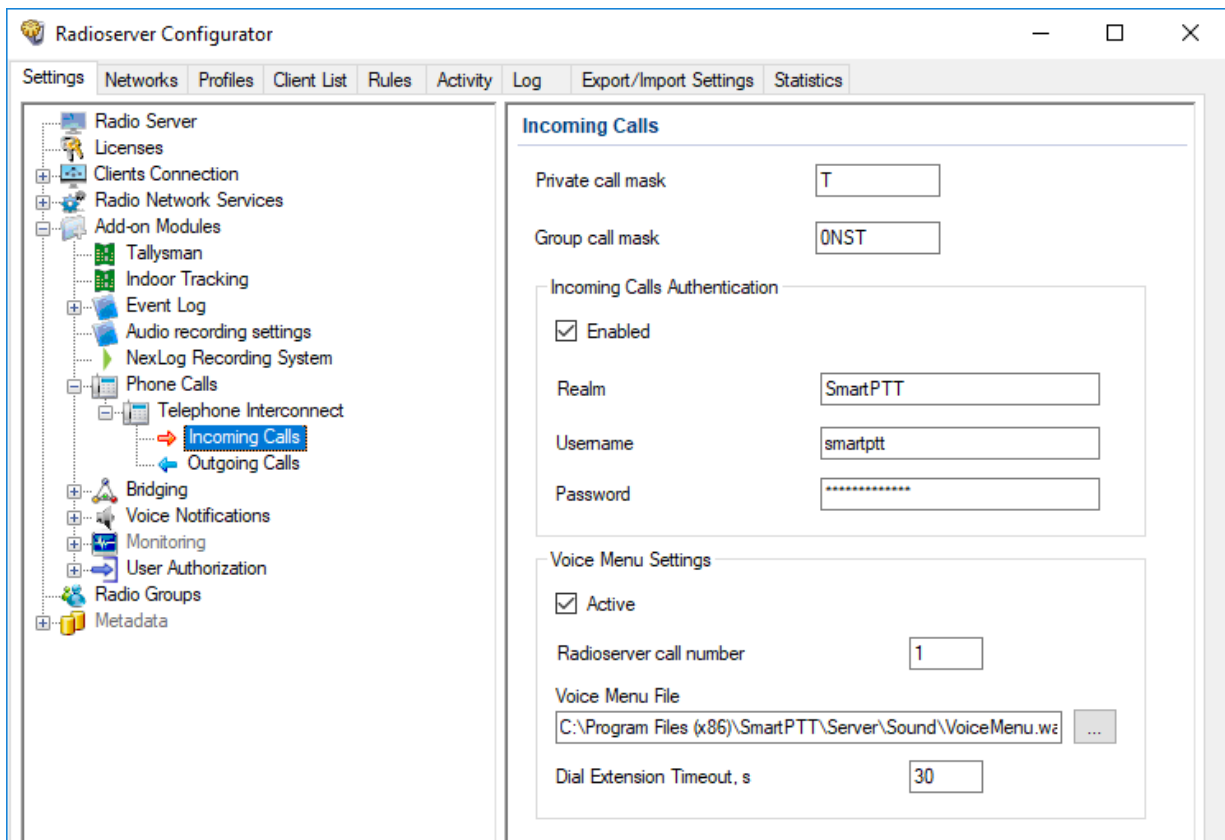 Radioserver Configurator
Settings Networks Profiles Client List Rules Activity Log Export/Import Settings Statistics
Radio Server
Licenses
Clients Connection
Radio Network Services
Add-on Modules
Tallysman
Indoor Tracking
Event Log
Audio recording settings
NexLog Recording System
Phone Calls
Telephone Interconnect
Incoming Calls
Outgoing Calls
Bridging
Voice Notifications
Monitoring
User Authorization
Radio Groups
Metadata
Incoming Calls
Private call mask T
Group call mask 0NST
Incoming Calls Authentication
Enabled
Realm SmartPTT
Username smartptt
Password *************
Voice Menu Settings
Active
Radioserver call number 1
Voice Menu File
C:\Program Files (x86)\SmartPTT\Server\Sound\VoiceMenu.wa ...
Dial Extension Timeout, s 30